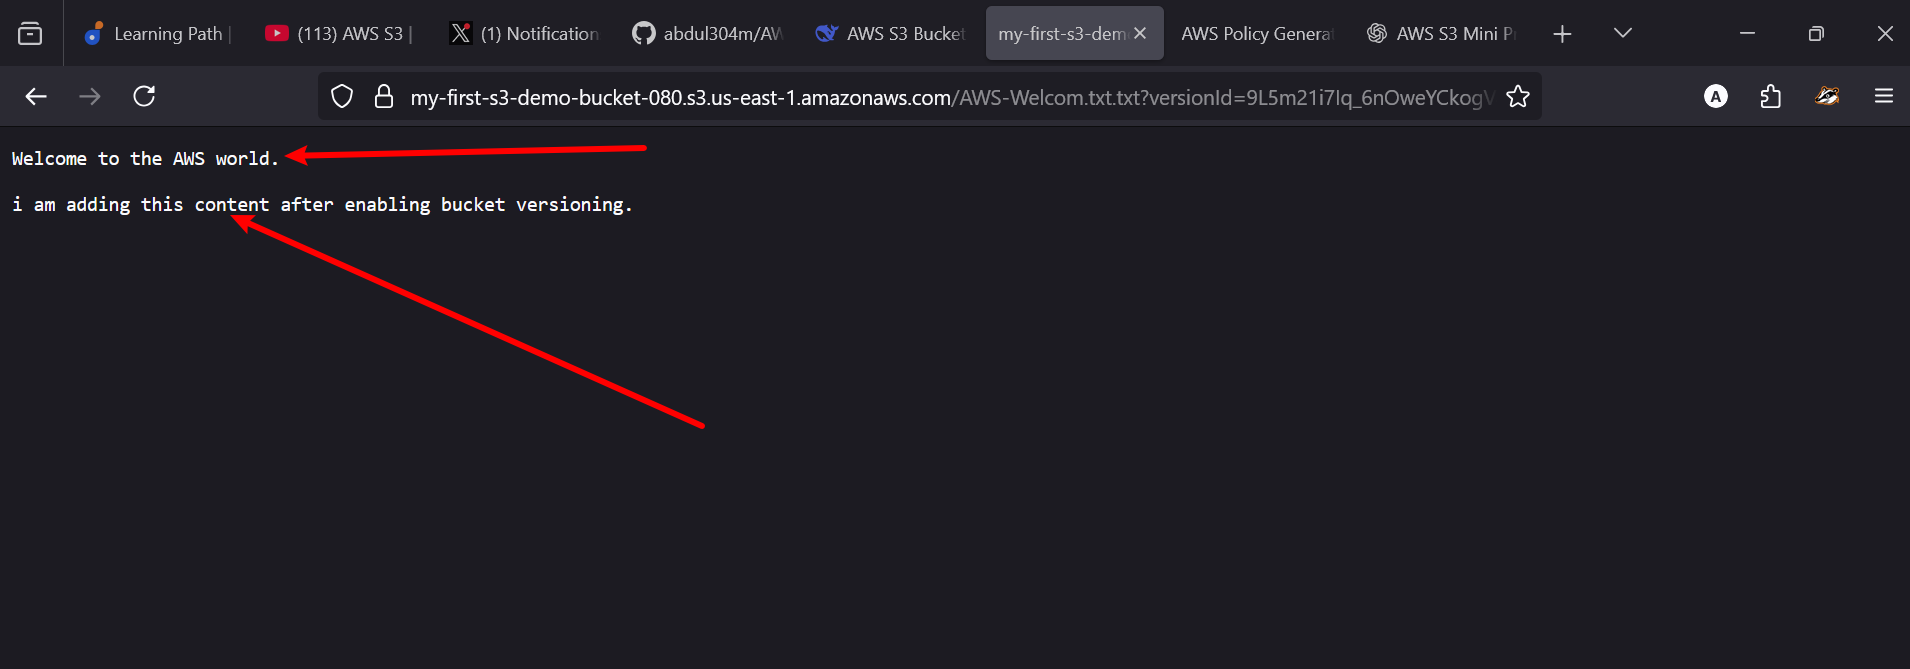 Learning Path |
(113) AWS S3 |
(1) Notification
abdul304m/AW
AWS S3 Bucket
my-first-s3-dem
AWS Policy Genera
AWS S3 Mini P
my-first-s3-demo-bucket-080.s3.us-east-1.amazonaws.com/AWS-Welcom.txt.txt?versionId=9L5m21i7Iq_6nOweYCkogV
A
Welcome to the AWS world.
i am adding this content after enabling bucket versioning.